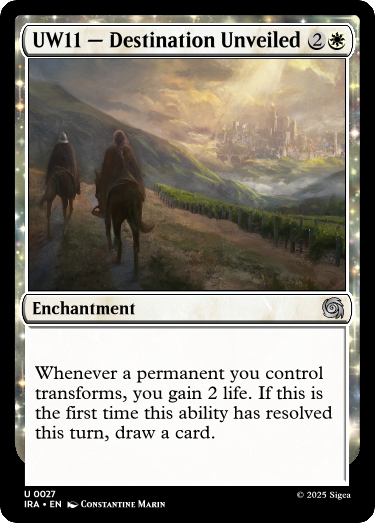 UW11 — Destination Unveiled 2
Enchantment
Whenever a permanent you control
transforms, you gain 2 life. If this is
the first time this ability has resolved
this turn, draw a card.
U 0027
IRA • EN Constantine Marin
© 2025 Sigea